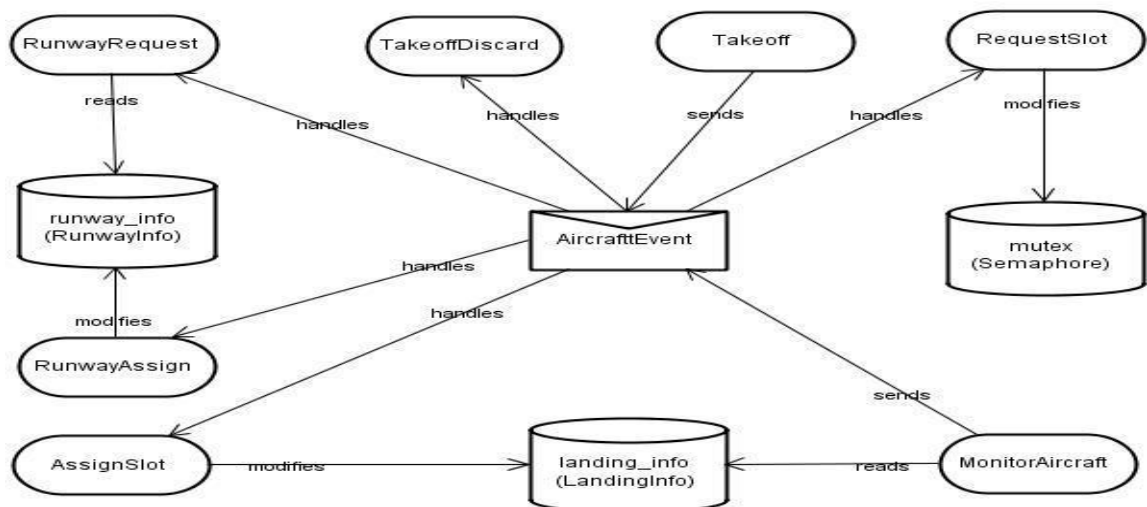 RunwayRequest
TakeoffDiscard
Takeoff
RequestSlot
reads
handles
handles
sends
handles
modifies
runway_info
(RunwayInfo)
AircrafttEvent
mutex
(Semaphore)
handles
handles
modifies
RunwayAssign
sends
AssignSlot
modifies
landing_info
(LandingInfo)
reads
MonitorAircraft